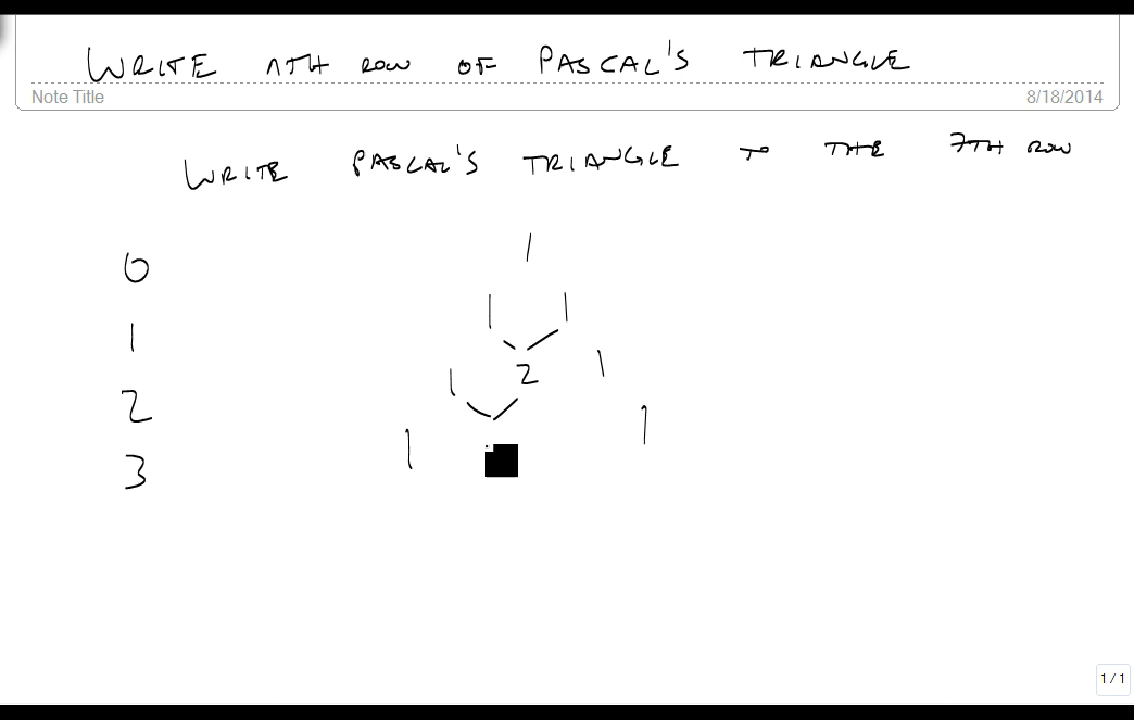 WRITE nTH ROW OF PASCAL'S TRIANGLE
Note Title 8/18/2014
WRITE PASCAL'S TRIANGLE TO THE 7TH ROW
0 1
1 1 1
2 1 2 1
3 1 1
1/1